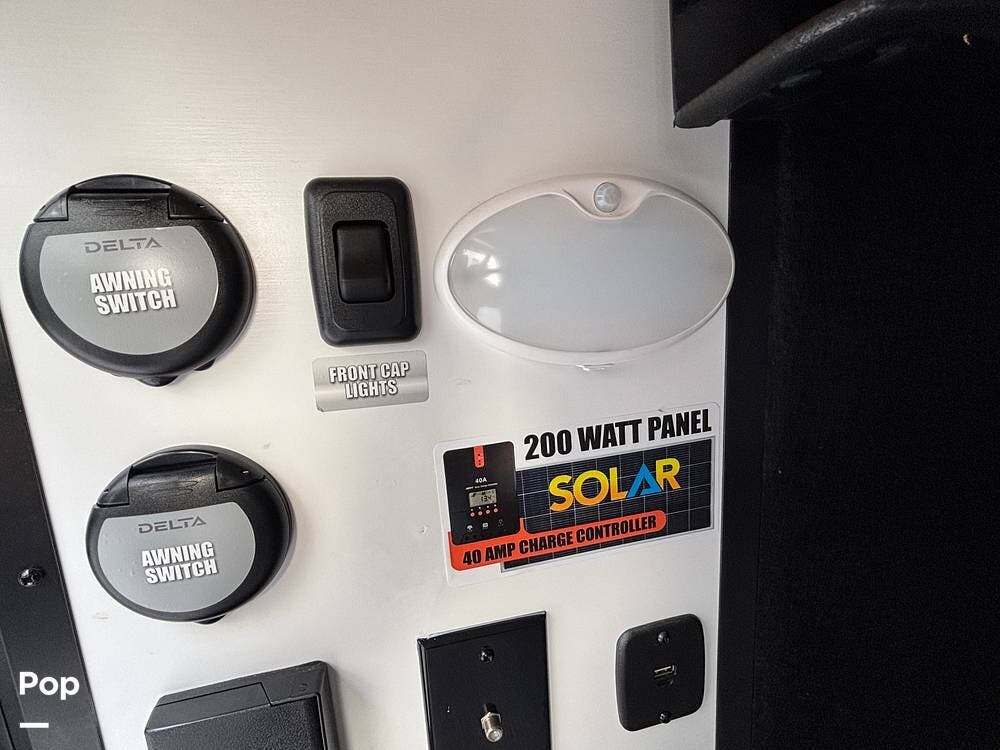 DELTA
AWNING
SWITCH
FRONT CAP
LIGHTS
200 WATT PANEL
40A
SOLAR
40 AMP CHARGE CONTROLLER
DELTA
AWNING
SWITCH
Pop